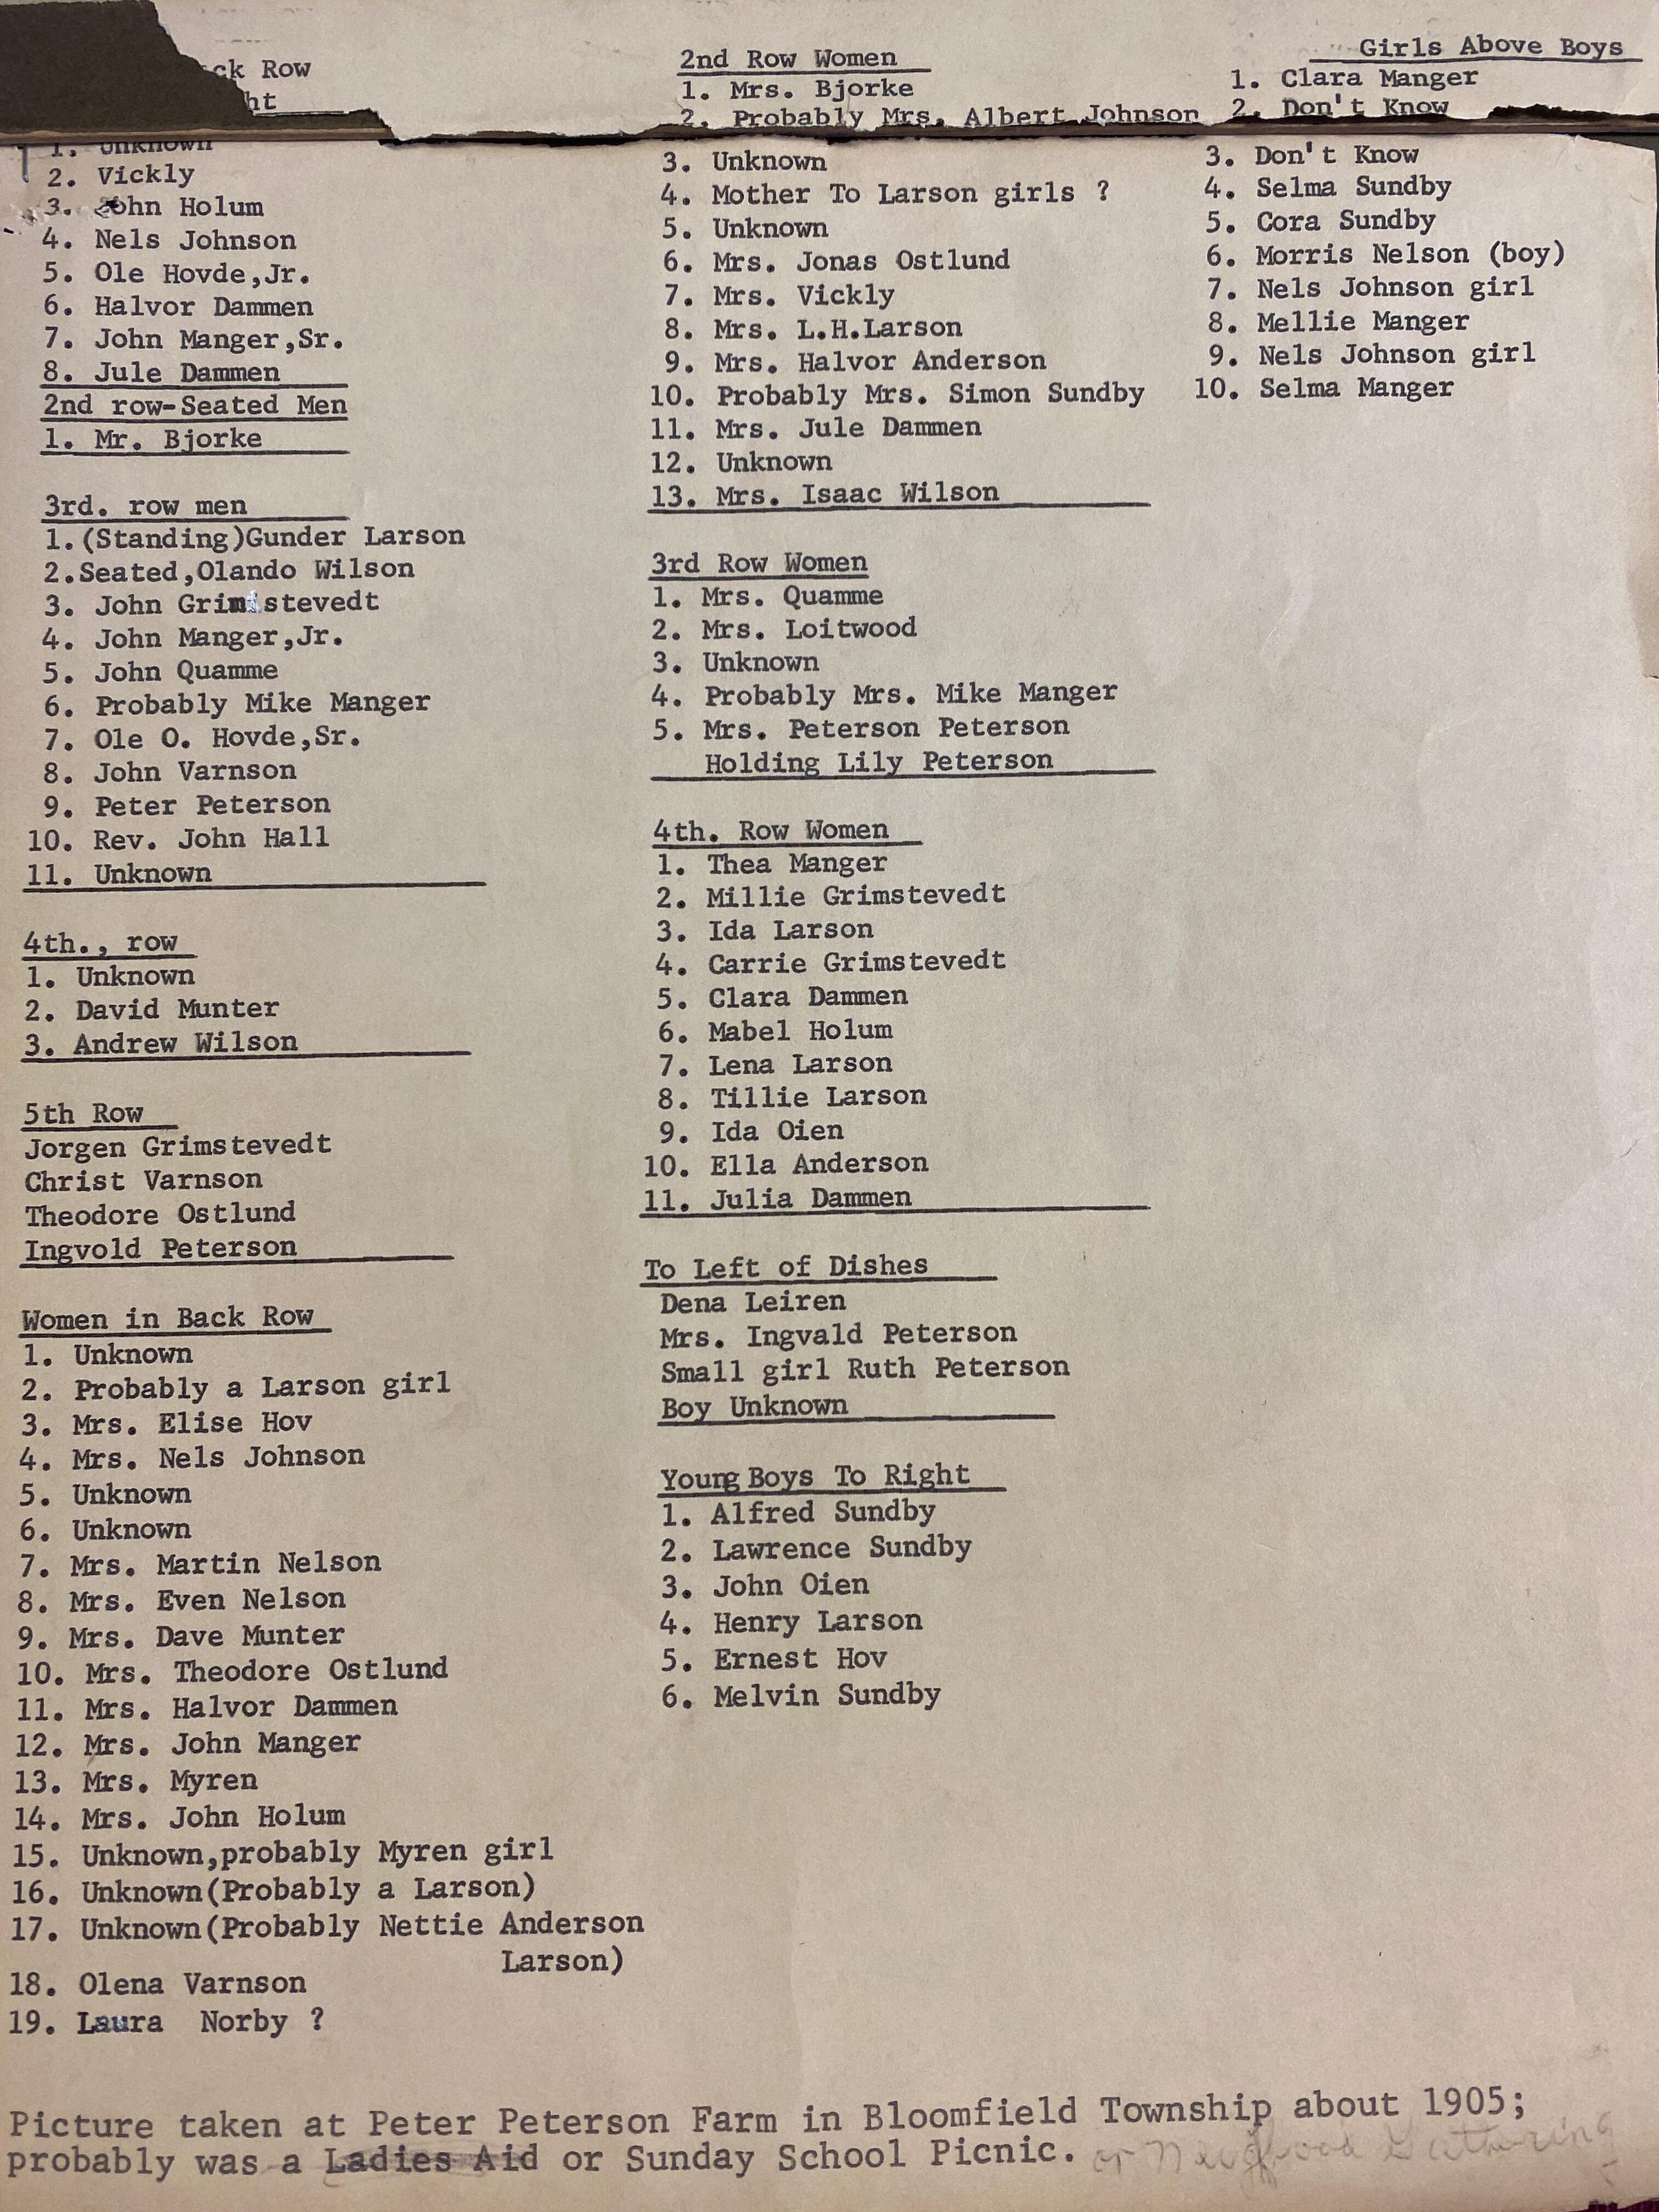 ck Row
ht
1. Unknown
2. Vickly
3. John Holum
4. Nels Johnson
5. Ole Hovde,Jr.
6. Halvor Dammen
7. John Manger,Sr.
8. Jule Dammen
2nd row-Seated Men
1. Mr. Bjorke
3rd. row men
1.(Standing)Gunder Larson
2.Seated,Olando Wilson
3. John Grimstevedt
4. John Manger,Jr.
5. John Quamme
6. Probably Mike Manger
7. Ole O. Hovde,Sr.
8. John Varnson
9. Peter Peterson
10. Rev. John Hall
11. Unknown
4th., row
1. Unknown
2. David Munter
3. Andrew Wilson
5th Row
Jorgen Grimstevedt
Christ Varnson
Theodore Ostlund
Ingvold Peterson
Women in Back Row
1. Unknown
2. Probably a Larson girl
3. Mrs. Elise Hov
4. Mrs. Nels Johnson
5. Unknown
6. Unknown
7. Mrs. Martin Nelson
8. Mrs. Even Nelson
9. Mrs. Dave Munter
10. Mrs. Theodore Ostlund
11. Mrs. Halvor Dammen
12. Mrs. John Manger
13. Mrs. Myren
14. Mrs. John Holum
15. Unknown,probably Myren girl
16. Unknown(Probably a Larson)
17. Unknown(Probably Nettie Anderson
Larson)
18. Olena Varnson
19. Laura Norby ?
2nd Row Women
1. Mrs. Bjorke
2. Probably Mrs. Albert Johnson
3. Unknown
4. Mother To Larson girls ?
5. Unknown
6. Mrs. Jonas Ostlund
7. Mrs. Vickly
8. Mrs. L.H.Larson
9. Mrs. Halvor Anderson
10. Probably Mrs. Simon Sundby
11. Mrs. Jule Dammen
12. Unknown
13. Mrs. Isaac Wilson
3rd Row Women
1. Mrs. Quamme
2. Mrs. Loitwood
3. Unknown
4. Probably Mrs. Mike Manger
5. Mrs. Peterson Peterson
Holding Lily Peterson
4th. Row Women
1. Thea Manger
2. Millie Grimstevedt
3. Ida Larson
4. Carrie Grimstevedt
5. Clara Dammen
6. Mabel Holum
7. Lena Larson
8. Tillie Larson
9. Ida Oien
10. Ella Anderson
11. Julia Dammen
To Left of Dishes
Dena Leiren
Mrs. Ingvald Peterson
Small girl Ruth Peterson
Boy Unknown
Young Boys To Right
1. Alfred Sundby
2. Lawrence Sundby
3. John Oien
4. Henry Larson
5. Ernest Hov
6. Melvin Sundby
Girls Above Boys
1. Clara Manger
2. Don't Know
3. Don't Know
4. Selma Sundby
5. Cora Sundby
6. Morris Nelson (boy)
7. Nels Johnson girl
8. Mellie Manger
9. Nels Johnson girl
10. Selma Manger
Picture taken at Peter Peterson Farm in Bloomfield Township about 1905;
probably was a Ladies Aid or Sunday School Picnic. or Gathering